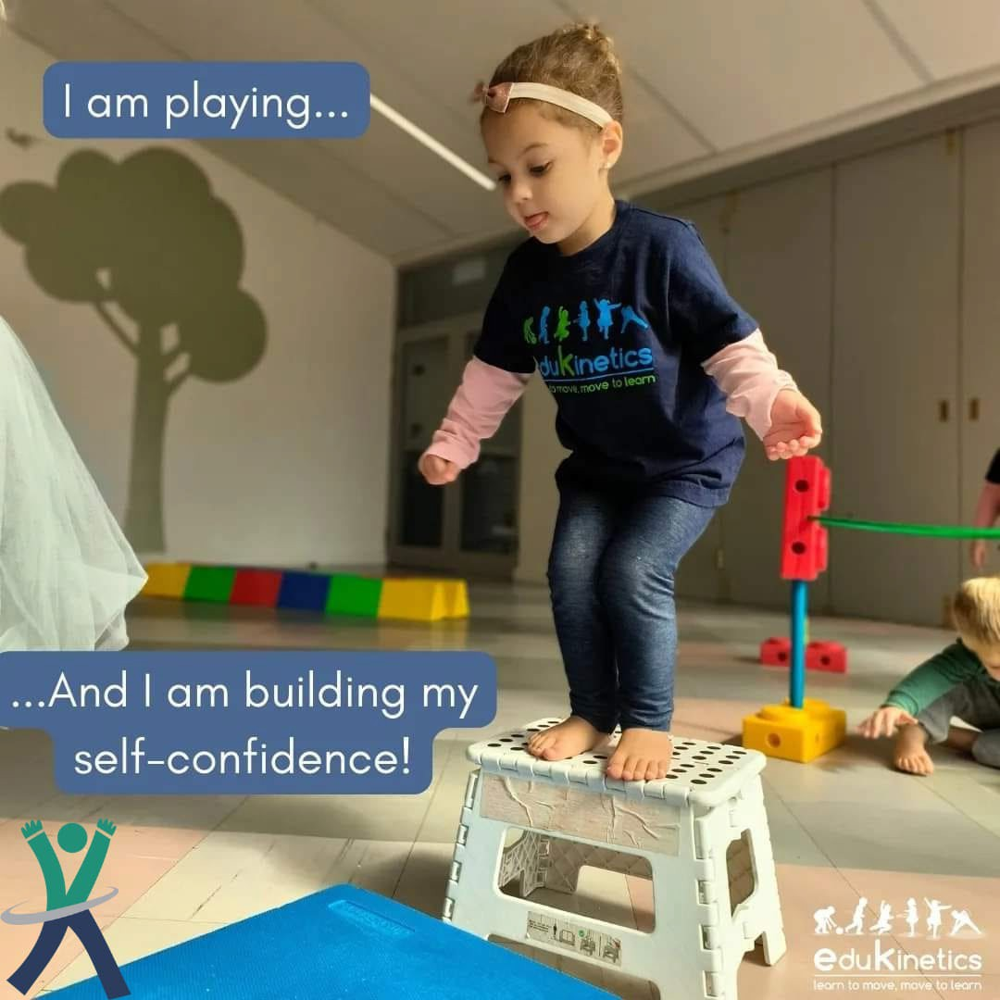 I am playing...
eduKinetics
to move, move to learn
...And I am building my
self-confidence!
eduKinetics
learn to move, move to learn